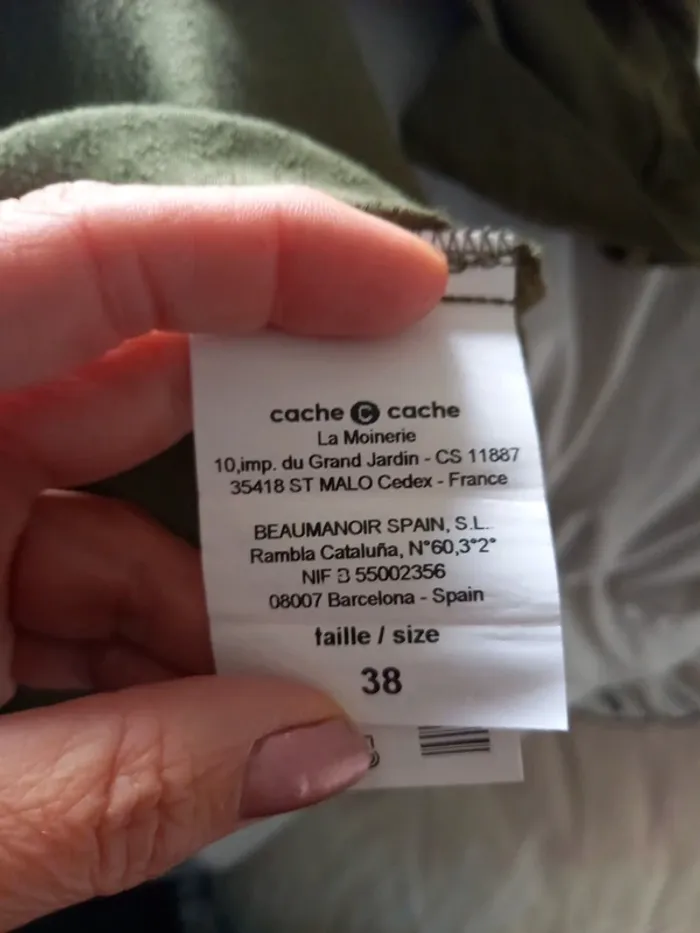 cache C cache
La Moinerie
10,imp. du Grand Jardin - CS 11887
35418 ST MALO Cedex - France
BEAUMANOIR SPAIN, S.L.
Rambla Cataluña, N°60,3°2°
NIF B 55002356
08007 Barcelona - Spain
taille / size
38